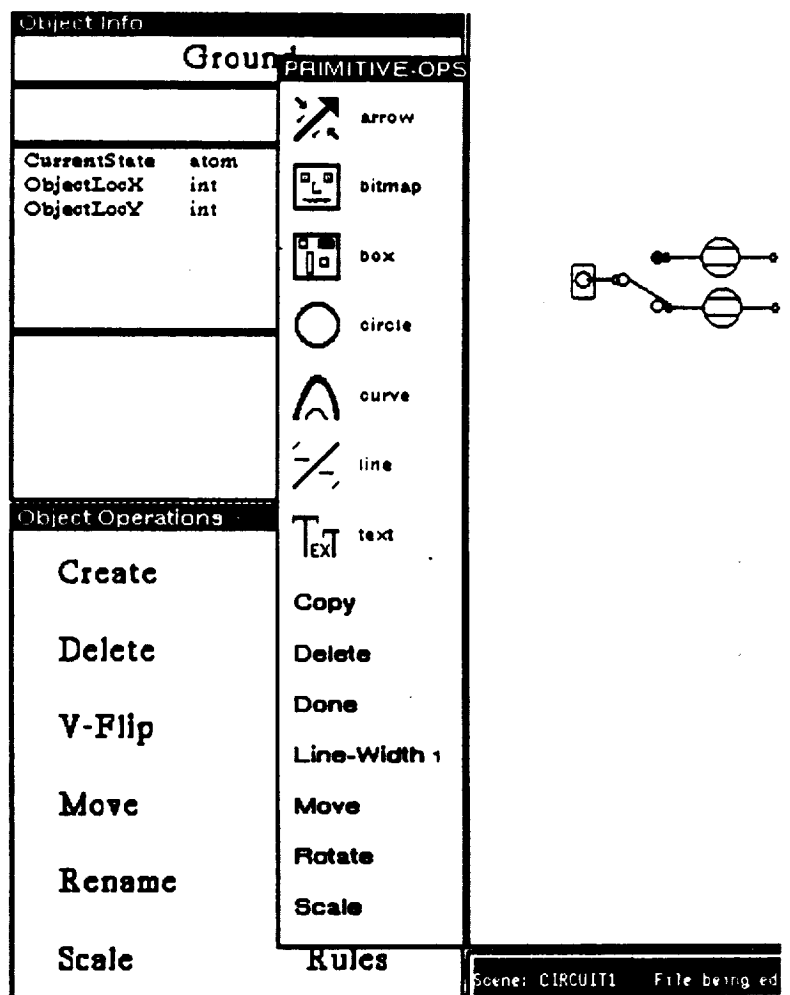 Object Info
Ground
PRIMITIVE-OPS
arrow
CurrentState atom
ObjectLocX int
ObjectLocY int
bitmap
box
circle
curve
line
TEXT text
Object Operations
Create
Delete
V-Flip
Move
Rename
Scale
Rules
Copy
Delete
Done
Line-Width 1
Move
Rotate
Scale
Scene: CIRCUIT1 File being ed